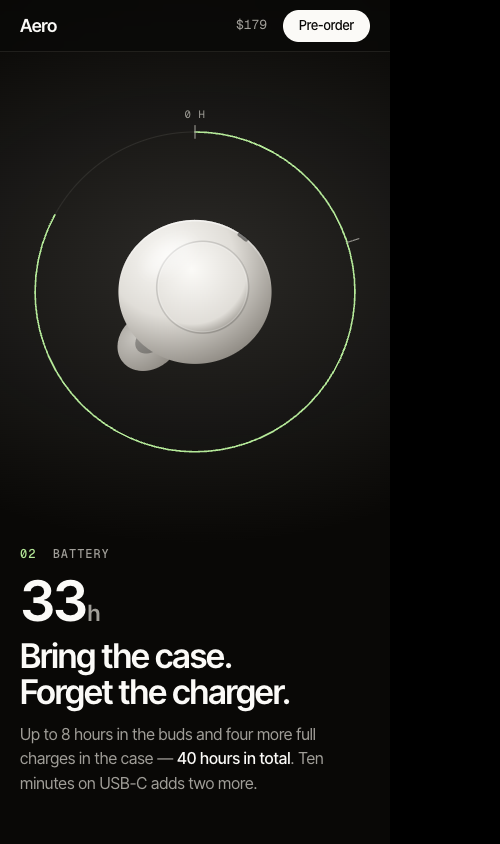 Aero
$179
Pre-order
0 H
02 BATTERY
33h
Bring the case.
Forget the charger.
Up to 8 hours in the buds and four more full
charges in the case — 40 hours in total. Ten
minutes on USB-C adds two more.